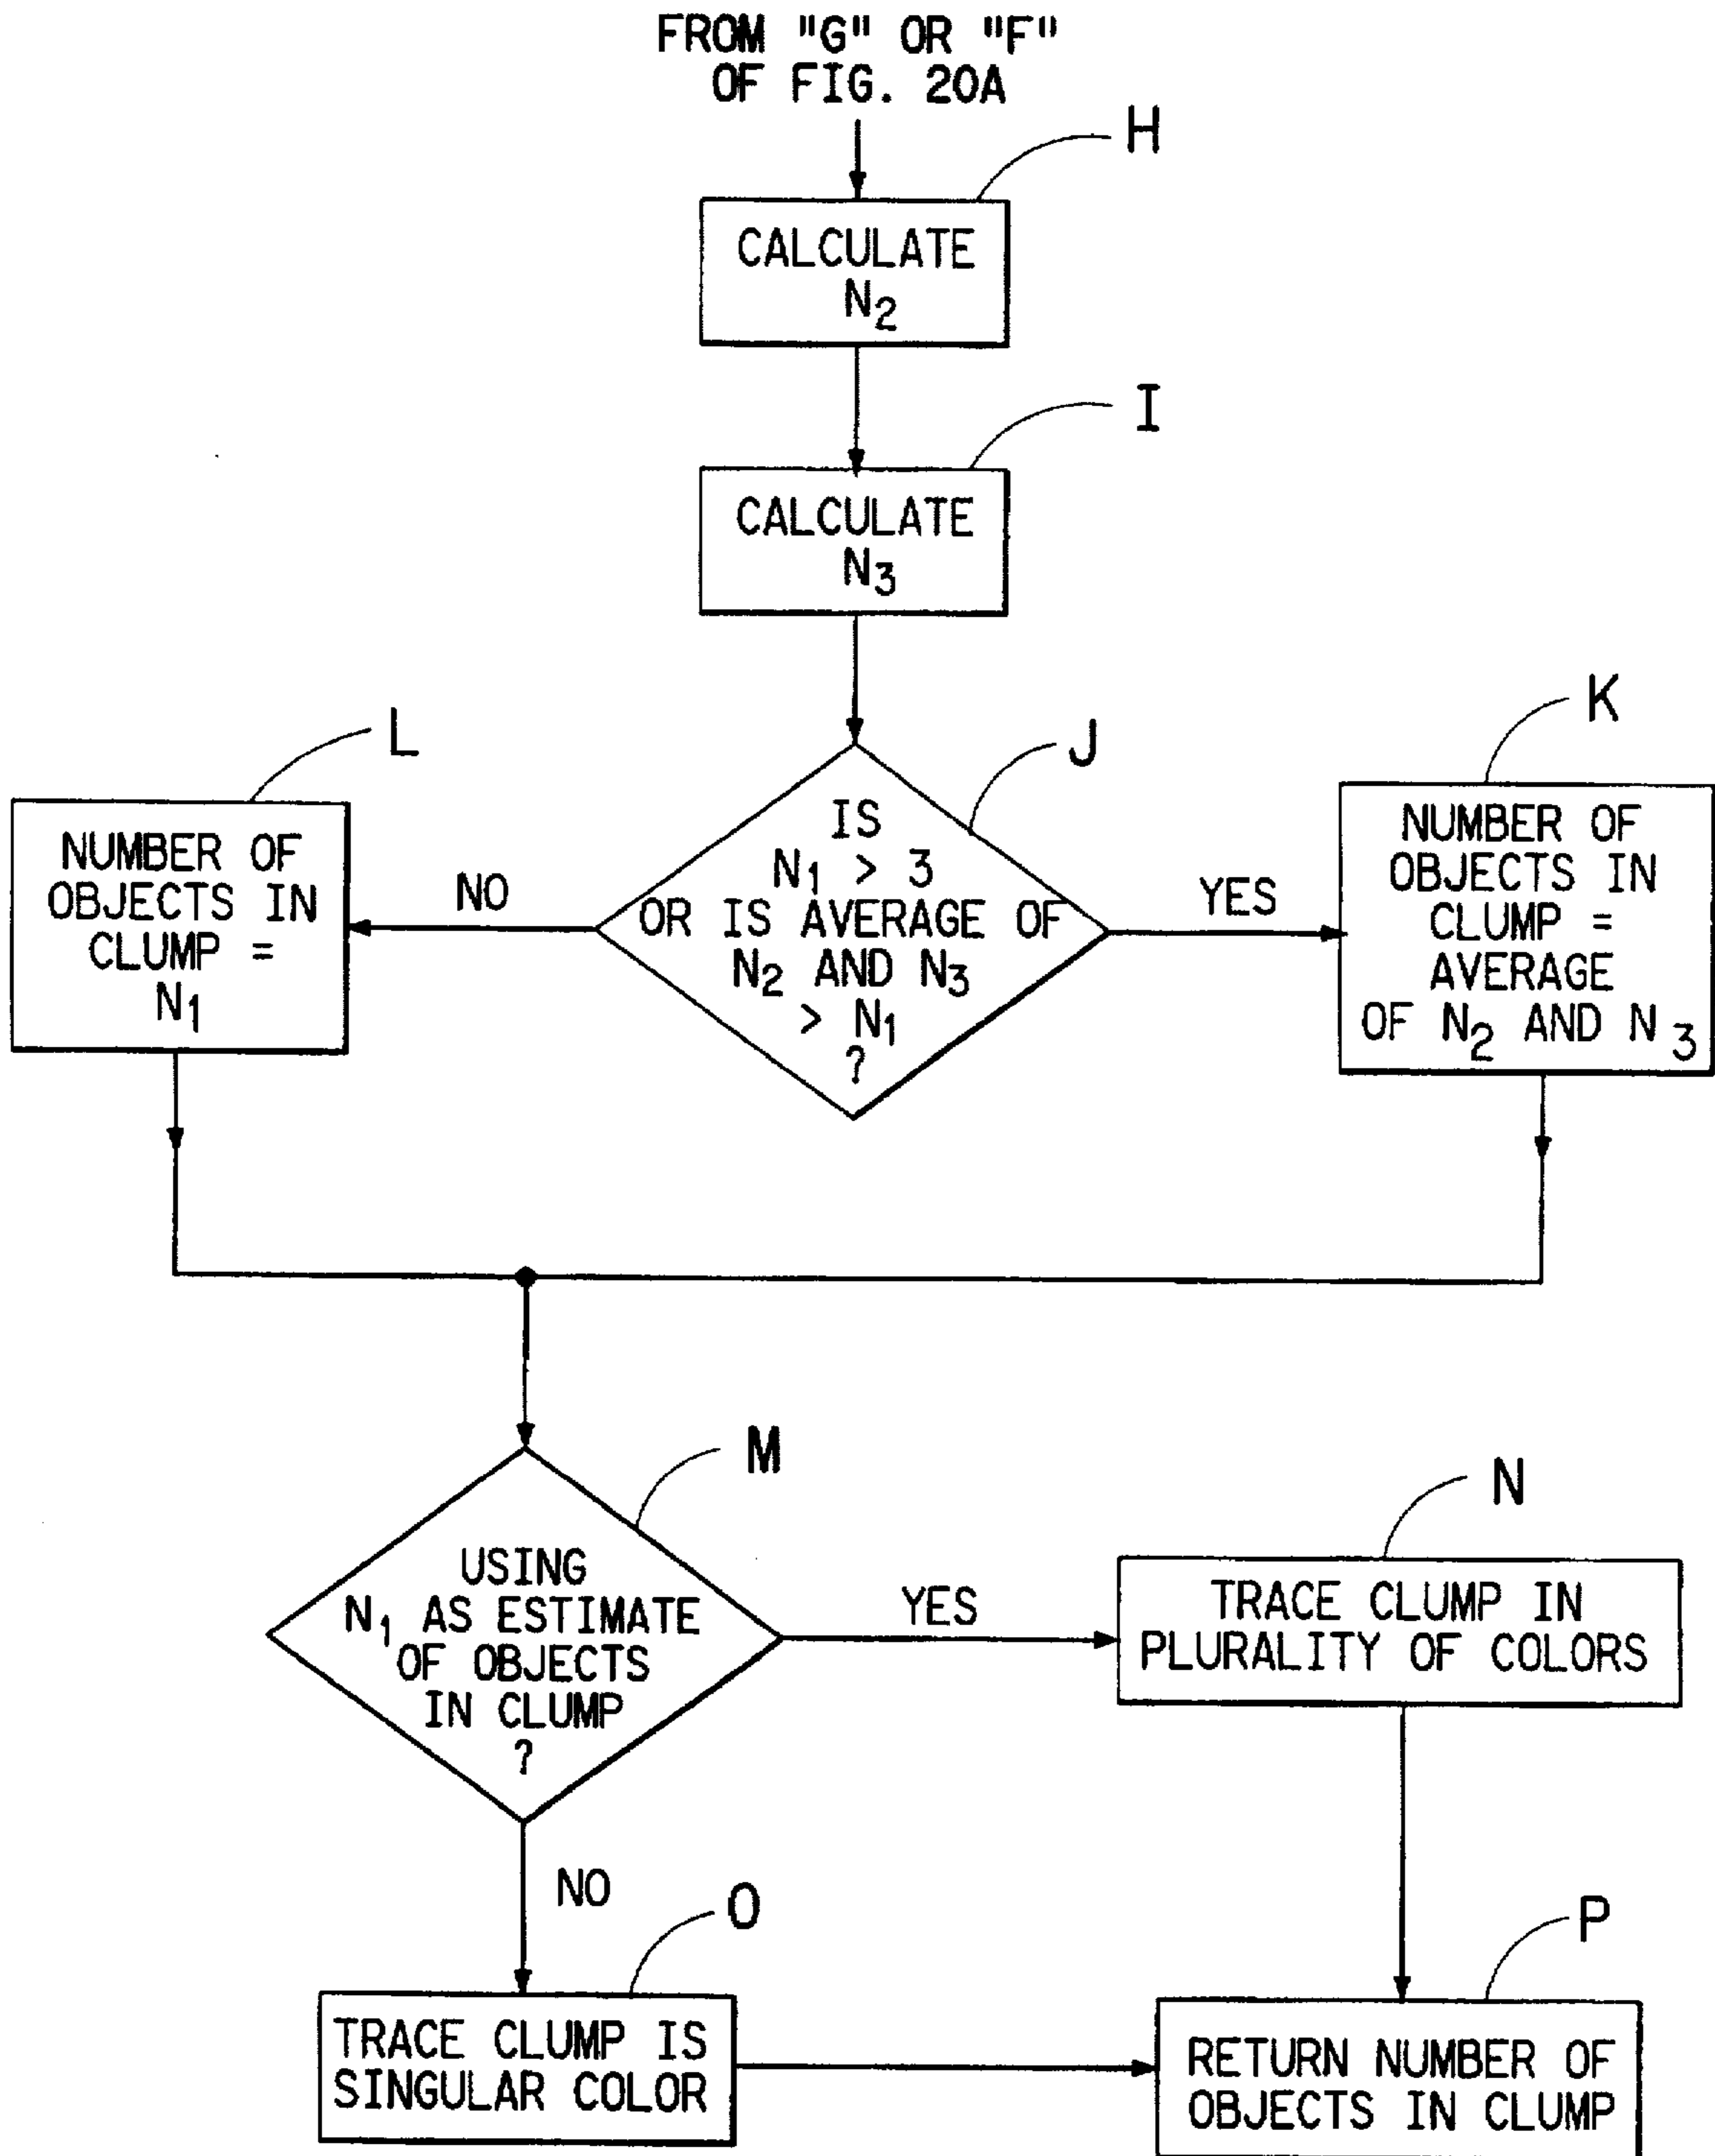 FROM "G" OR "F"
OF FIG. 20A
H
CALCULATE
N2
I
CALCULATE
N3
L
NUMBER OF
OBJECTS IN
CLUMP =
N1
NO
J
IS
N1 > 3
OR IS AVERAGE OF
N2 AND N3
> N1
?
YES
K
NUMBER OF
OBJECTS IN
CLUMP =
AVERAGE
OF N2 AND N3
M
USING
N1 AS ESTIMATE
OF OBJECTS
IN CLUMP
?
YES
N
TRACE CLUMP IN
PLURALITY OF COLORS
NO
O
TRACE CLUMP IS
SINGULAR COLOR
P
RETURN NUMBER OF
OBJECTS IN CLUMP